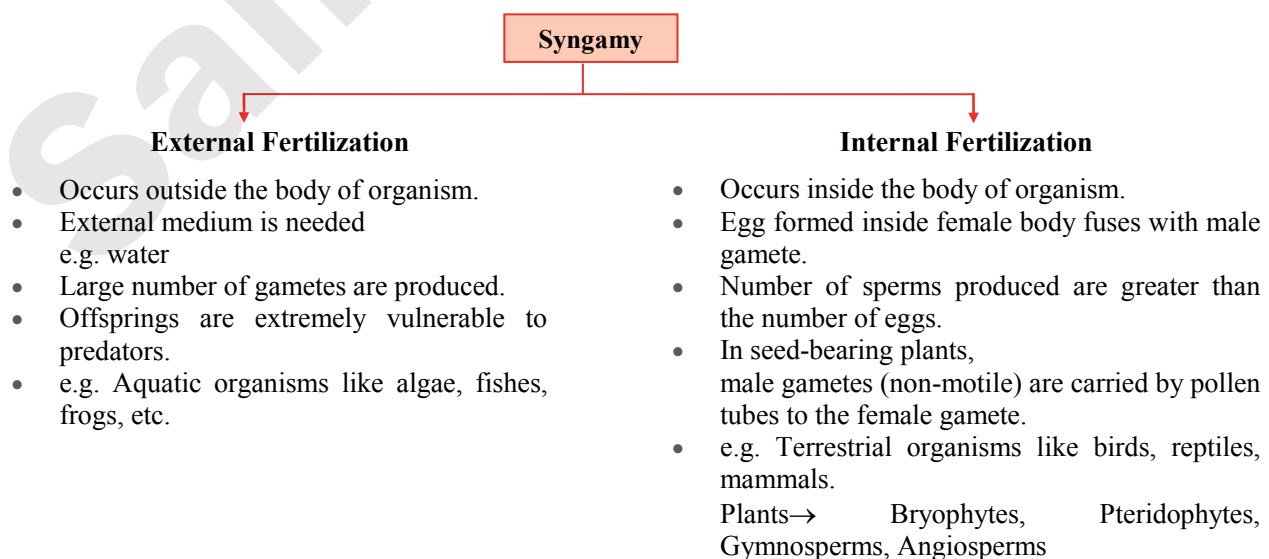 Syngamy
External Fertilization
• Occurs outside the body of organism.
• External medium is needed
e.g. water
• Large number of gametes are produced.
• Offsprings are extremely vulnerable to
predators.
• e.g. Aquatic organisms like algae, fishes,
frogs, etc.
Internal Fertilization
• Occurs inside the body of organism.
• Egg formed inside female body fuses with male
gamete.
• Number of sperms produced are greater than
the number of eggs.
• In seed-bearing plants,
male gametes (non-motile) are carried by pollen
tubes to the female gamete.
• e.g. Terrestrial organisms like birds, reptiles,
mammals.
Plants→ Bryophytes, Pteridophytes,
Gymnosperms, Angiosperms